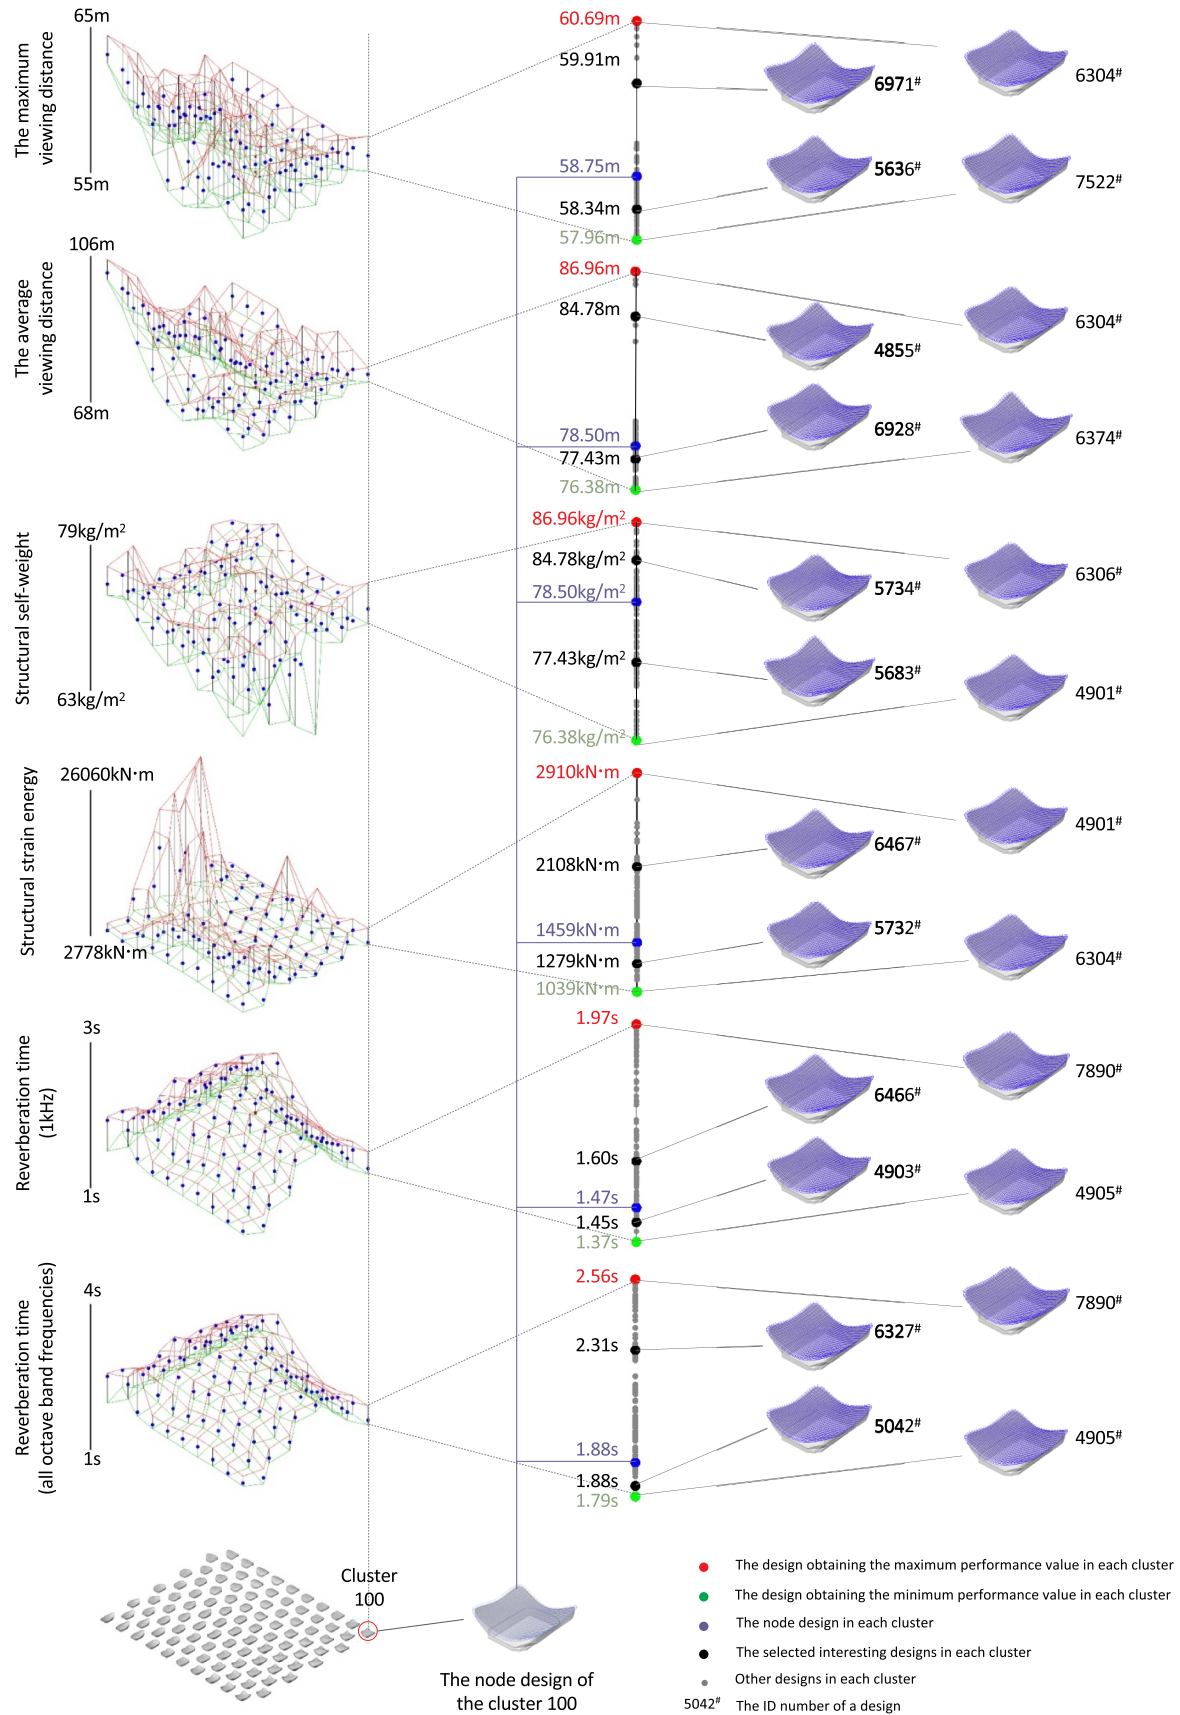 The maximum
viewing distance
65m
55m
60.69m
59.91m
58.75m
58.34m
57.96m
6971#
6304#
5636#
7522#
The average
viewing distance
106m
68m
86.96m
84.78m
78.50m
77.43m
76.38m
4855#
6304#
6928#
6374#
Structural self-weight
79kg/m²
63kg/m²
86.96kg/m²
84.78kg/m²
78.50kg/m²
77.43kg/m²
76.38kg/m²
5734#
6306#
5683#
4901#
Structural strain energy
26060kN·m
2778kN·m
2910kN·m
2108kN·m
1459kN·m
1279kN·m
1039kN·m
6467#
4901#
5732#
6304#
Reverberation time
(1kHz)
3s
1s
1.97s
1.60s
1.47s
1.45s
1.37s
6466#
7890#
4903#
4905#
Reverberation time
(all octave band frequencies)
4s
1s
2.56s
2.31s
1.88s
1.88s
1.79s
6327#
7890#
5042#
4905#
Cluster
100
The node design of
the cluster 100
The design obtaining the maximum performance value in each cluster
The design obtaining the minimum performance value in each cluster
The node design in each cluster
The selected interesting designs in each cluster
Other designs in each cluster
5042# The ID number of a design